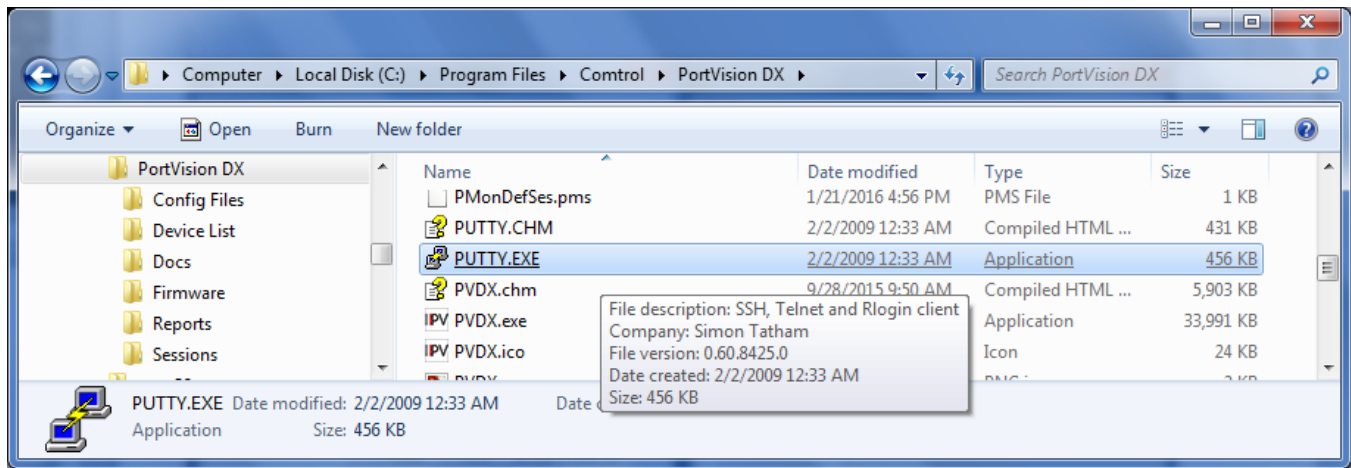 Computer ▸ Local Disk (C:) ▸ Program Files ▸ Comtrol ▸ PortVision DX ▸ Search PortVision DX
Organize Open Burn New folder
PortVision DX
Config Files
Device List
Docs
Firmware
Reports
Sessions
Name Date modified Type Size
PMonDefSes.pms 1/21/2016 4:56 PM PMS File 1 KB
PUTTY.CHM 2/2/2009 12:33 AM Compiled HTML ... 431 KB
PUTTY.EXE 2/2/2009 12:33 AM Application 456 KB
PVDX.chm 9/28/2015 9:50 AM Compiled HTML ... 5,903 KB
IPV PVDX.exe Application 33,991 KB
IPV PVDX.ico Icon 24 KB
File description: SSH, Telnet and Rlogin client
Company: Simon Tatham
File version: 0.60.8425.0
Date created: 2/2/2009 12:33 AM
Size: 456 KB
PUTTY.EXE Date modified: 2/2/2009 12:33 AM Date
Application Size: 456 KB